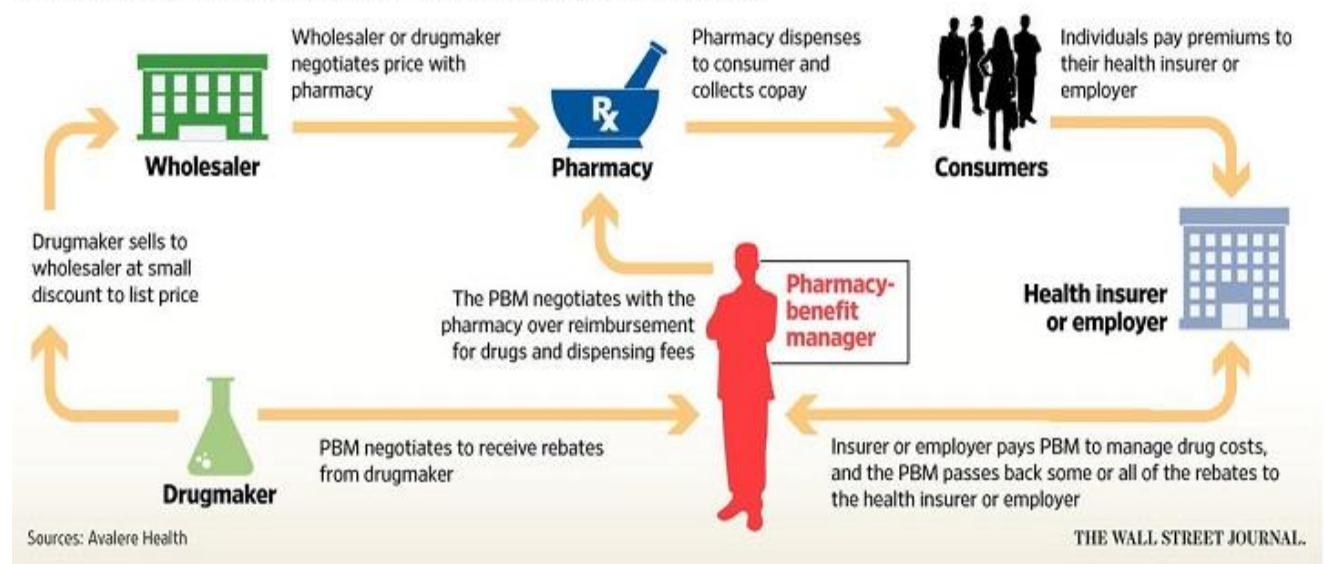 Wholesaler or drugmaker
negotiates price with
pharmacy
Pharmacy dispenses
to consumer and
collects copay
Individuals pay premiums to
their health insurer or
employer
Rx
Wholesaler
Pharmacy
Consumers
Drugmaker sells to
wholesaler at small
discount to list price
The PBM negotiates with the
pharmacy over reimbursement
for drugs and dispensing fees
Pharmacy-
benefit
manager
Health insurer
or employer
PBM negotiates to receive rebates
from drugmaker
Insurer or employer pays PBM to manage drug costs,
and the PBM passes back some or all of the rebates to
the health insurer or employer
Drugmaker
Sources: Avalere Health
THE WALL STREET JOURNAL.